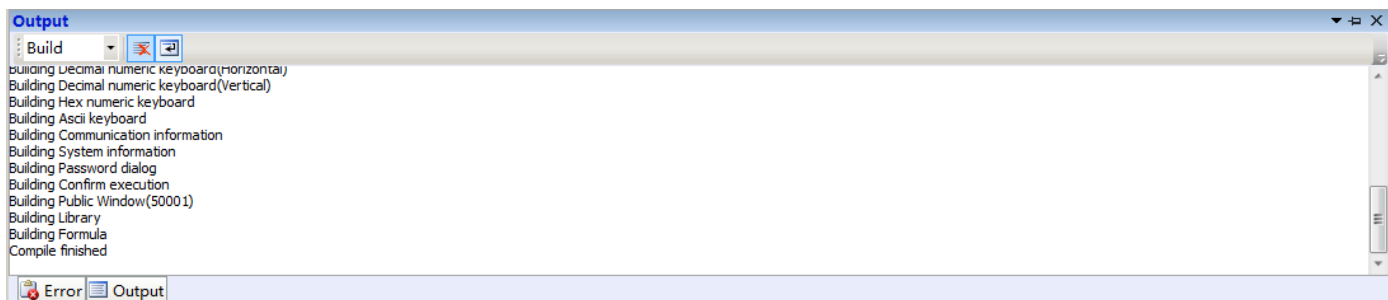 Output
Build
Building Decimal numeric keyboard(Horizontal)
Building Decimal numeric keyboard(Vertical)
Building Hex numeric keyboard
Building Ascii keyboard
Building Communication information
Building System information
Building Password dialog
Building Confirm execution
Building Public Window(50001)
Building Library
Building Formula
Compile finished
Error Output